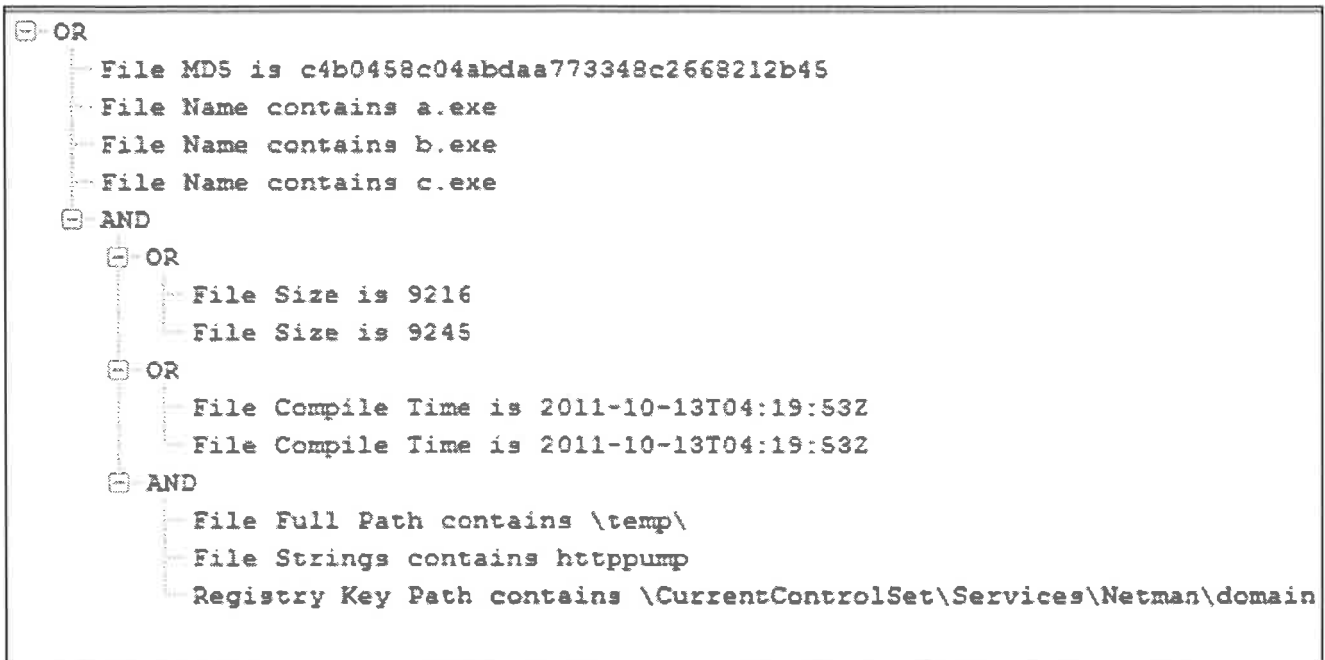 OR
File MD5 is c4b0458c04abdaa773348c2668212b45
File Name contains a.exe
File Name contains b.exe
File Name contains c.exe
AND
OR
File Size is 9216
File Size is 9245
OR
File Compile Time is 2011-10-13T04:19:53Z
File Compile Time is 2011-10-13T04:19:53Z
AND
File Full Path contains \temp\
File Strings contains httppump
Registry Key Path contains \CurrentControlSet\Services\Netman\domain